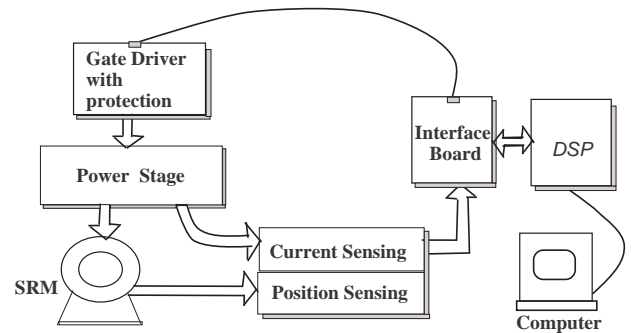 Gate Driver
with
protection
Interface
Board
DSP
Power Stage
Current Sensing
SRM
Position Sensing
Computer